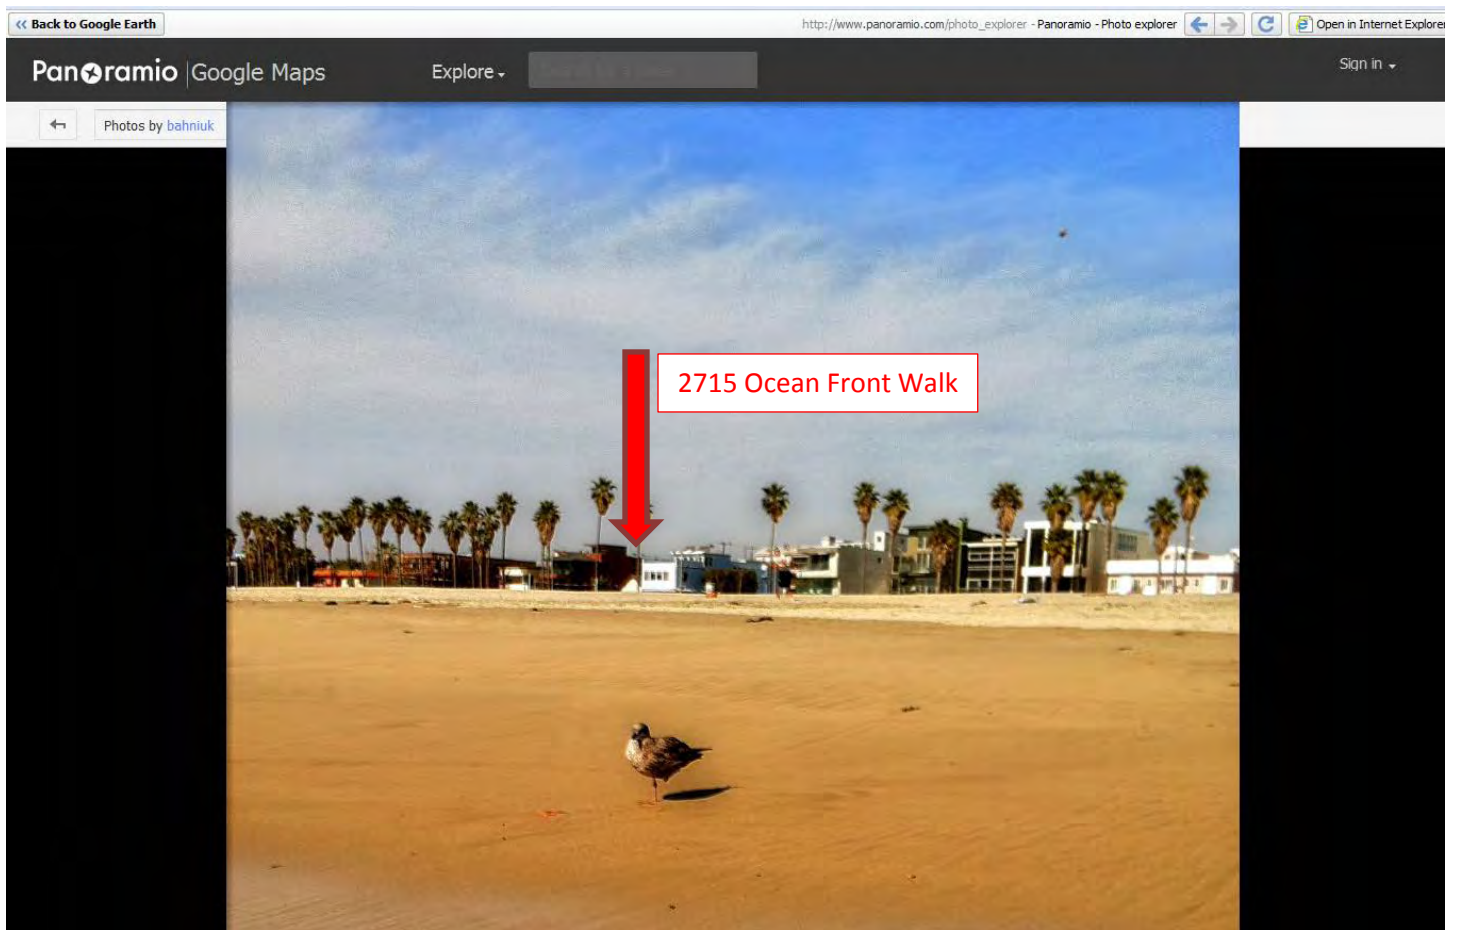 << Back to Google Earth
http://www.panoramio.com/photo_explorer - Panoramio - Photo explorer
Open in Internet Explorer
Panoramio | Google Maps
Explore
Sign in
Photos by bahniuk
2715 Ocean Front Walk